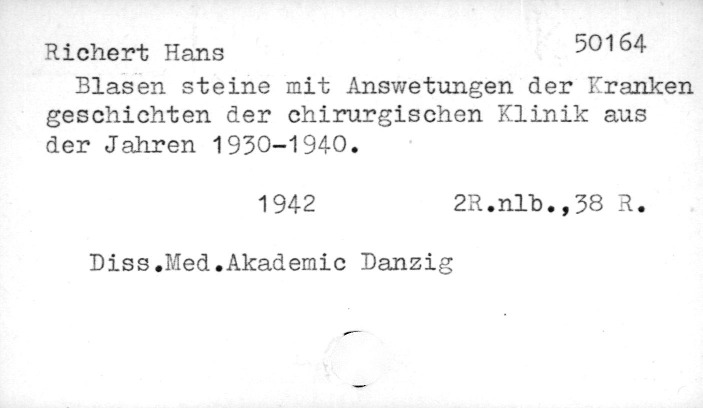 Richert Hans 50164
Blasen steine mit Answetungen der Kranken
geschichten der chirurgischen Klinik aus
der Jahren 1930-1940.
1942 2R.nlb.,38 R.
Diss.Med.Akademic Danzig